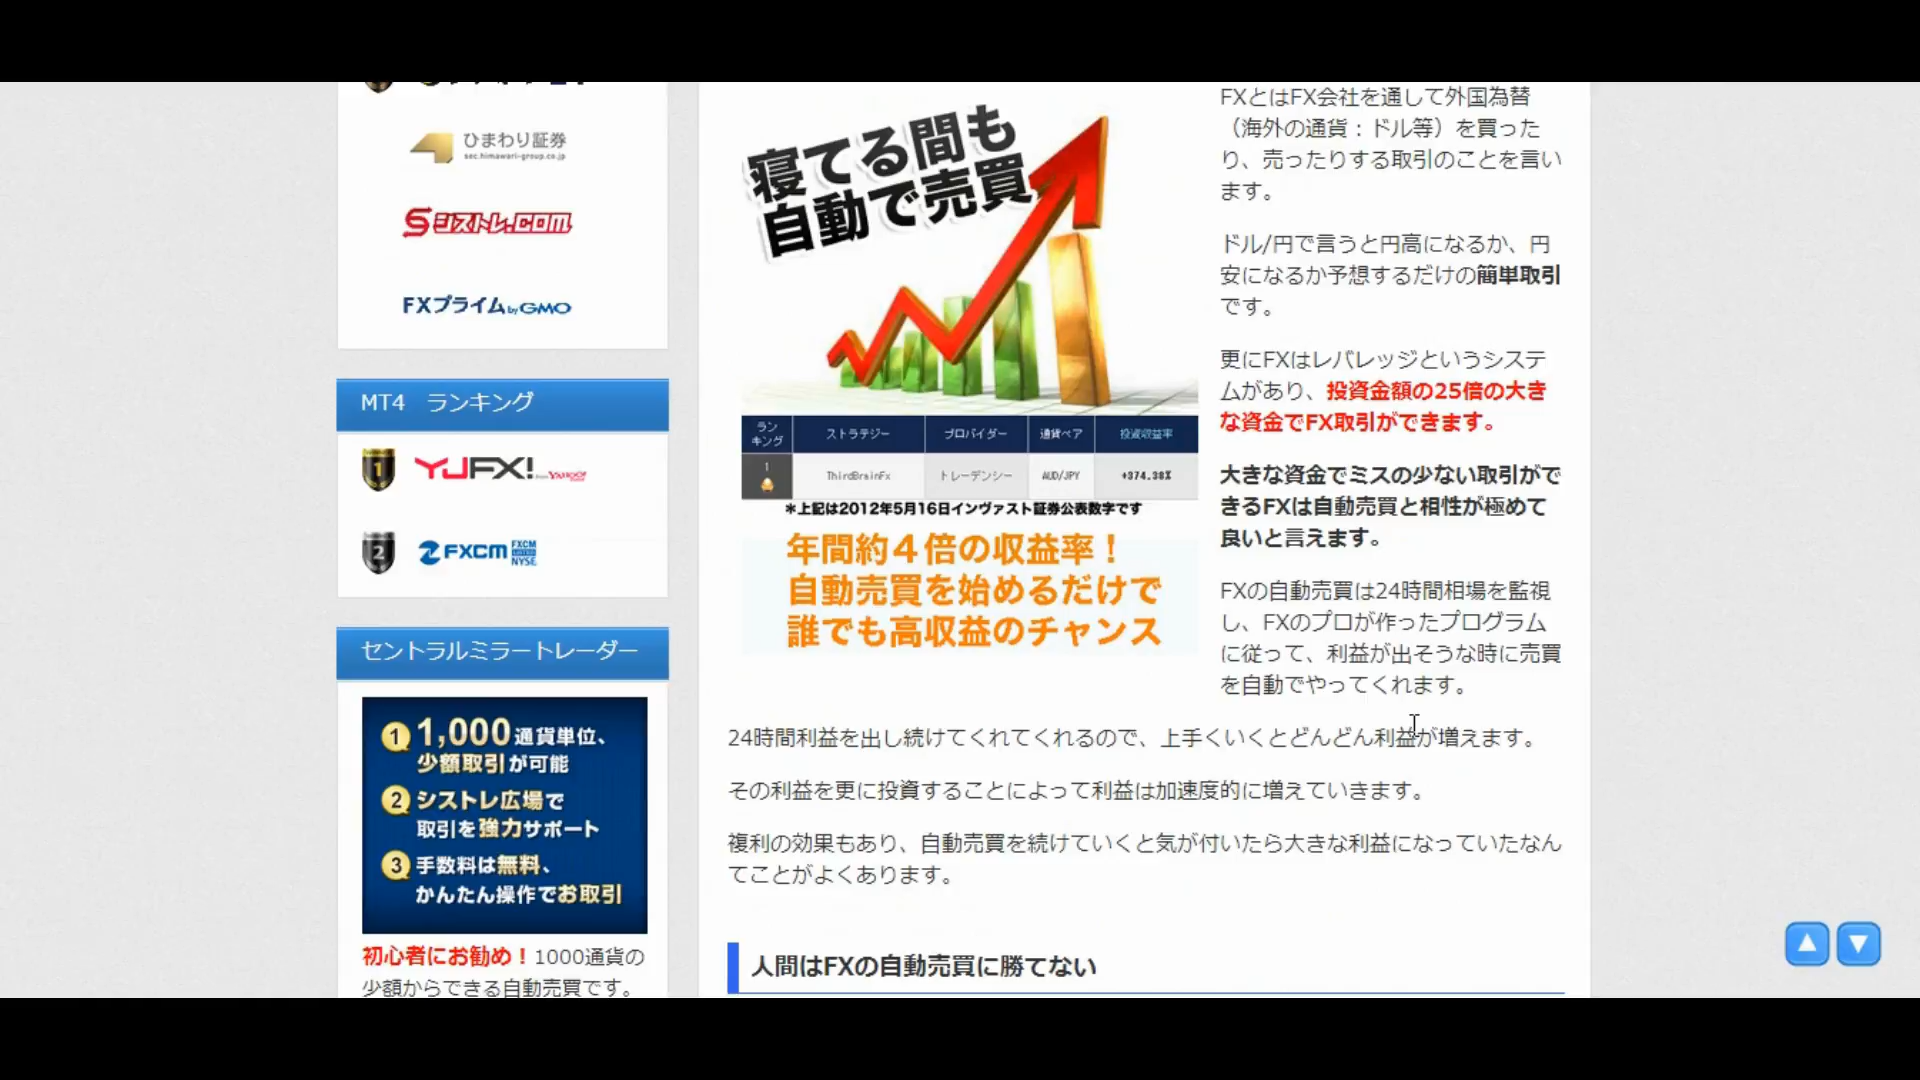 ひまわり証券
sec.himawari-group.co.jp
シストレ.COM
FXプライム by GMO
MT4 ランキング
1
YJFX! from YAHOO!
2
FXCM FXCM LISTED NYSE
セントラルミラートレーダー
1 1,000通貨単位、
少額取引が可能
2 シストレ広場で
取引を強力サポート
3 手数料は無料、
かんたん操作でお取引
初心者にお勧め！1000通貨の
少額からできる自動売買です。
寝てる間も
自動で売買
ランキング ストラテジー プロバイダー 通貨ペア 投資収益率
1 ThirdBrainFx トレーデンシー AUD/JPY +374.38%
＊上記は2012年5月16日インヴァスト証券公表数字です
年間約４倍の収益率！
自動売買を始めるだけで
誰でも高収益のチャンス
FXとはFX会社を通して外国為替
（海外の通貨：ドル等）を買った
り、売ったりする取引のことを言い
ます。
ドル/円で言うと円高になるか、円
安になるか予想するだけの簡単取引
です。
更にFXはレバレッジというシステ
ムがあり、投資金額の25倍の大き
な資金でFX取引ができます。
大きな資金でミスの少ない取引がで
きるFXは自動売買と相性が極めて
良いと言えます。
FXの自動売買は24時間相場を監視
し、FXのプロが作ったプログラム
に従って、利益が出そうな時に売買
を自動でやってくれます。
24時間利益を出し続けてくれてくれるので、上手くいくとどんどん利益が増えます。
その利益を更に投資することによって利益は加速度的に増えていきます。
複利の効果もあり、自動売買を続けていくと気が付いたら大きな利益になっていたなん
てことがよくあります。
人間はFXの自動売買に勝てない